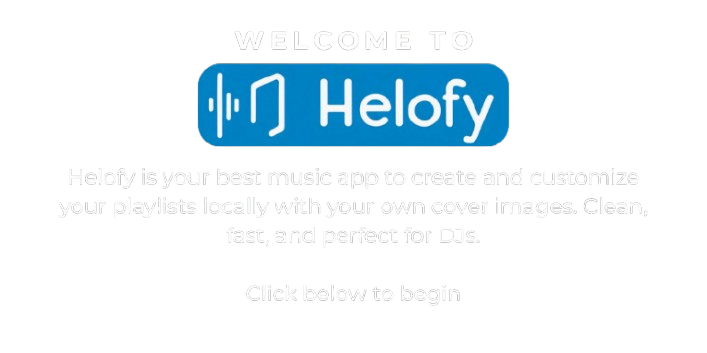 WELCOME TO
Helofy
Helofy is your best music app to create and customize
your playlists locally with your own cover images. Clean,
fast, and perfect for DJs.
Click below to begin